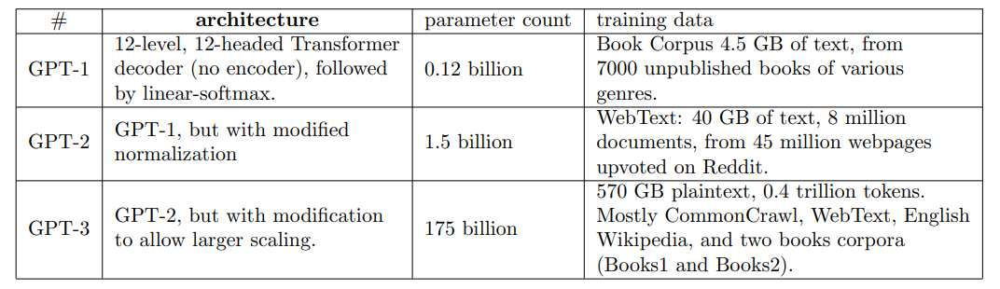 # architecture parameter count training data
12-level, 12-headed Transformer
decoder (no encoder), followed
by linear-softmax.
GPT-1
0.12 billion
Book Corpus 4.5 GB of text, from
7000 unpublished books of various
genres.
GPT-2
GPT-1, but with modified
normalization
1.5 billion
WebText: 40 GB of text, 8 million
documents, from 45 million webpages
upvoted on Reddit.
GPT-3
GPT-2, but with modification
to allow larger scaling.
175 billion
570 GB plaintext, 0.4 trillion tokens.
Mostly CommonCrawl, WebText, English
Wikipedia, and two books corpora
(Books1 and Books2).